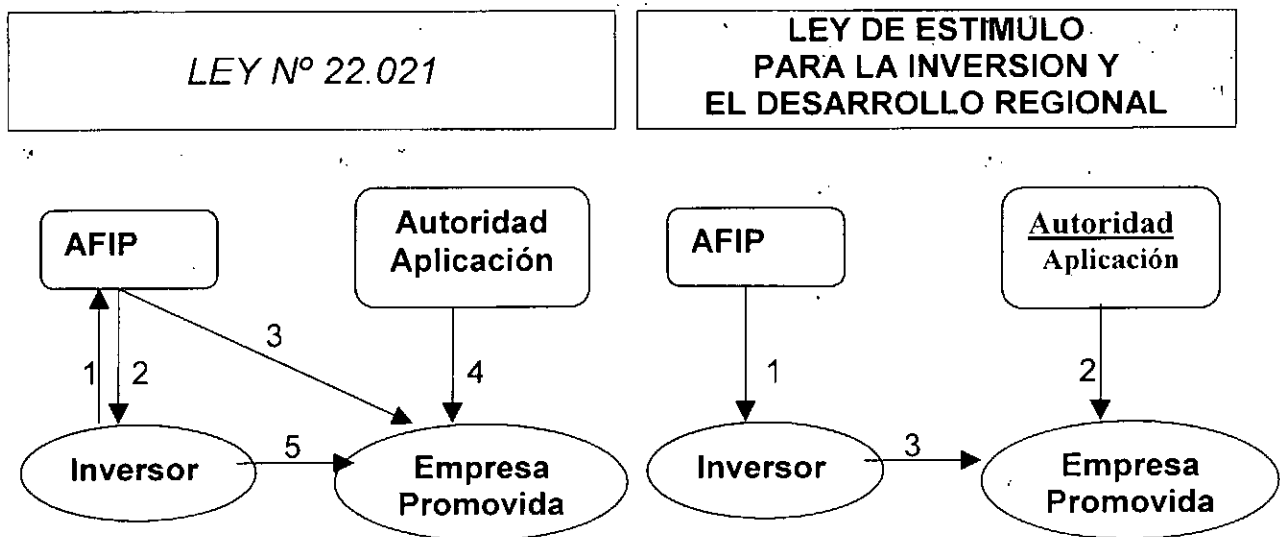 LEY Nº 22.021
LEY DE ESTIMULO
PARA LA INVERSION Y
EL DESARROLLO REGIONAL
AFIP
Autoridad
Aplicación
3
1
2
4
Inversor
5
Empresa
Promovida
AFIP
Autoridad
Aplicación
1
2
Inversor
3
Empresa
Promovida